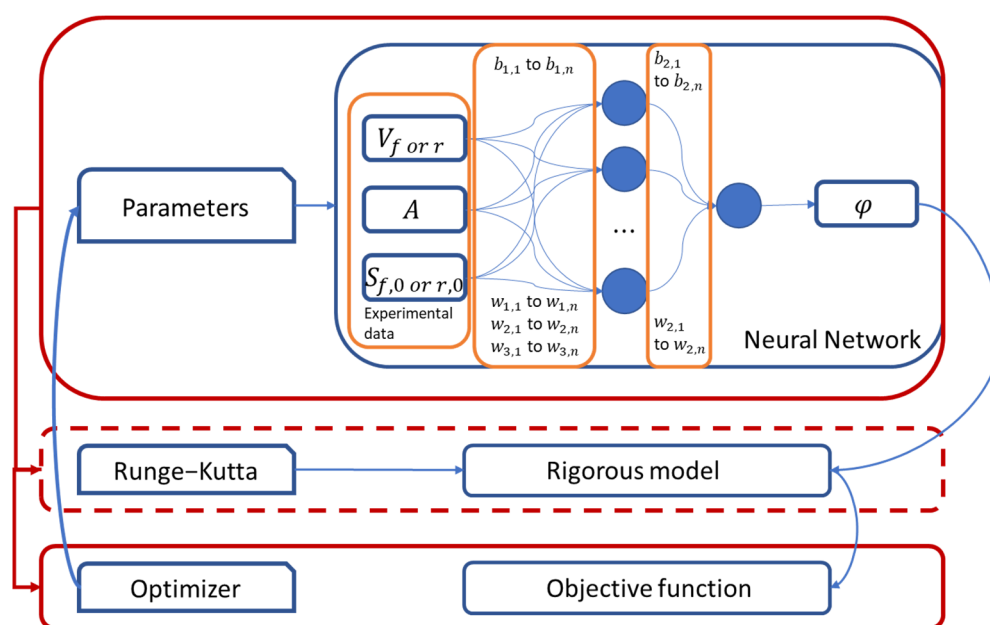 b₁,₁ to b₁,ₙ
b₂,₁
to b₂,ₙ
V_f or r
Parameters
A
φ
...
S_f,0 or r,0
Experimental
data
w₁,₁ to w₁,ₙ
w₂,₁ to w₂,ₙ
w₃,₁ to w₃,ₙ
w₂,₁
to w₂,ₙ
Neural Network
Runge–Kutta
Rigorous model
Optimizer
Objective function